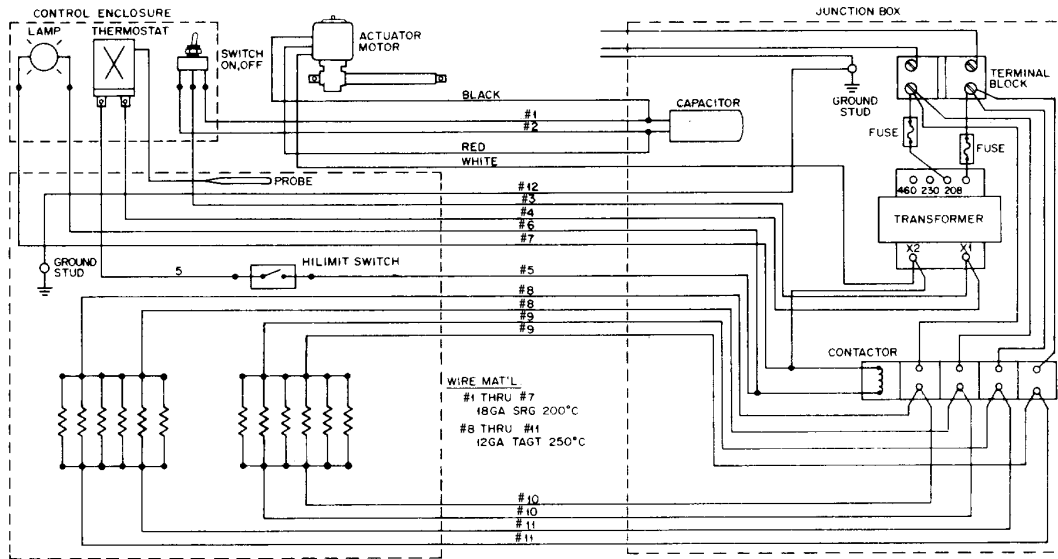 CONTROL ENCLOSURE
LAMP
THERMOSTAT
SWITCH
ON,OFF
ACTUATOR
MOTOR
JUNCTION BOX
TERMINAL
BLOCK
GROUND
STUD
CAPACITOR
FUSE
FUSE
BLACK
#1
#2
RED
WHITE
PROBE
#12
#3
#4
#6
#7
460 230 208
TRANSFORMER
X2 X1
GROUND
STUD
5
HILIMIT SWITCH
#5
#8
#8
#9
#9
CONTACTOR
WIRE MAT'L
#1 THRU #7
18GA SRG 200°C
#8 THRU #11
12GA TAGT 250°C
#10
#10
#11
#11